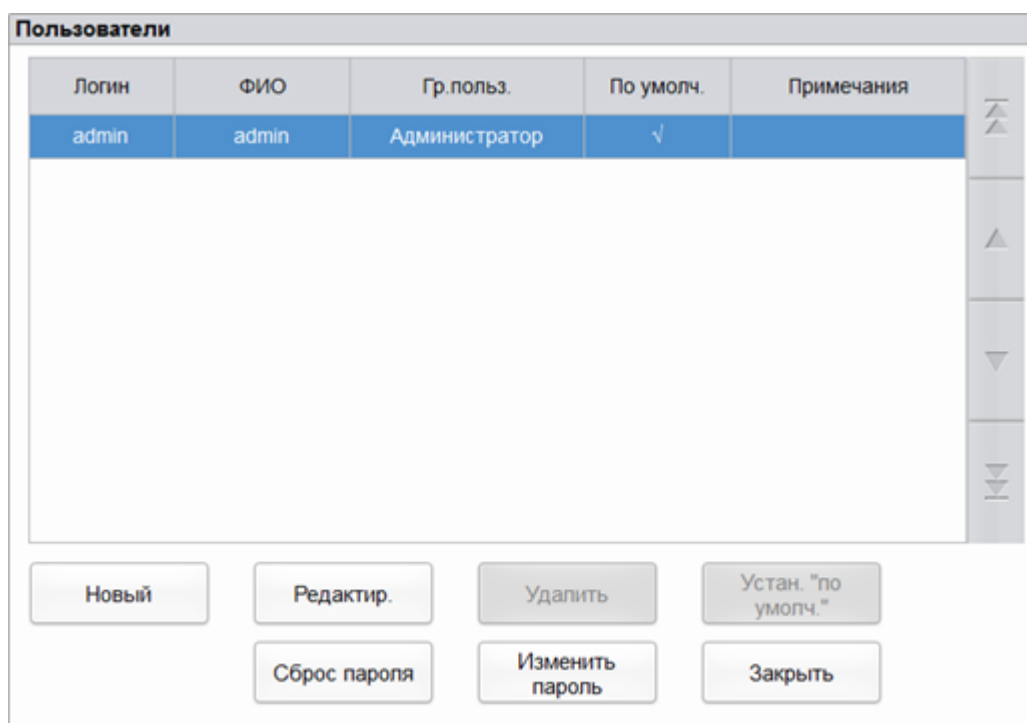 Пользователи
Логин ФИО Гр.польз. По умолч. Примечания
admin admin Администратор √
Новый Редактир. Удалить Устан. "по
умолч."
Сброс пароля Изменить
пароль Закрыть